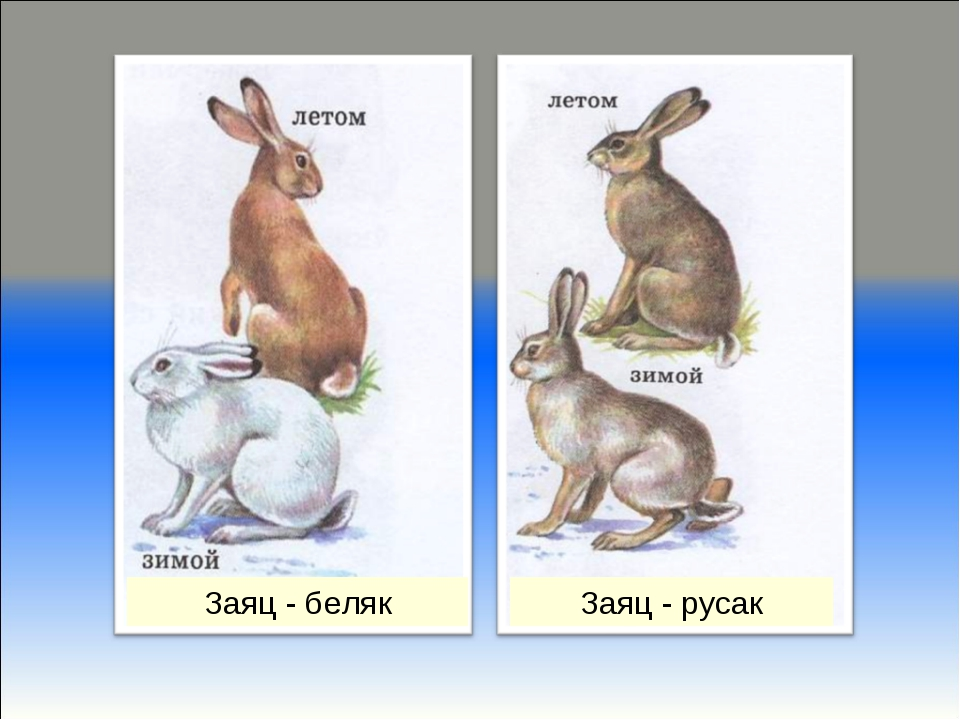 летом
зимой
Заяц - беляк
летом
зимой
Заяц - русак